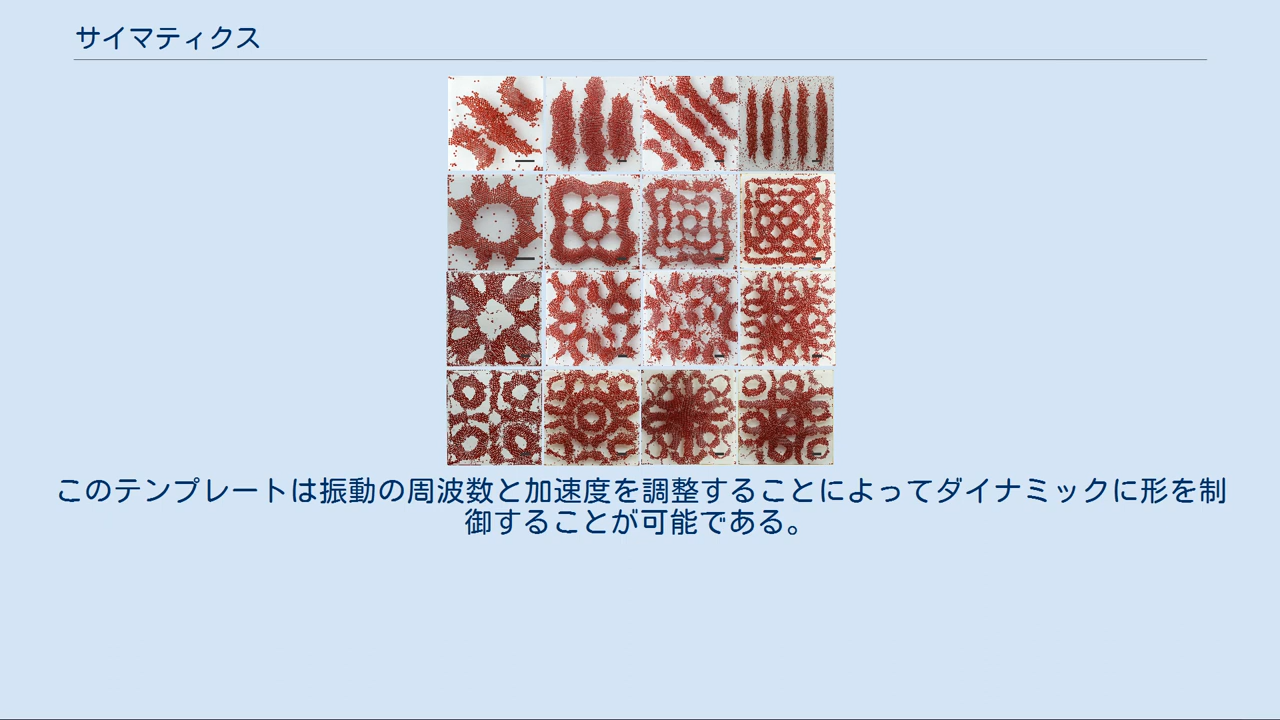 サイマティクス
このテンプレートは振動の周波数と加速度を調整することによってダイナミックに形を制
御することが可能である。